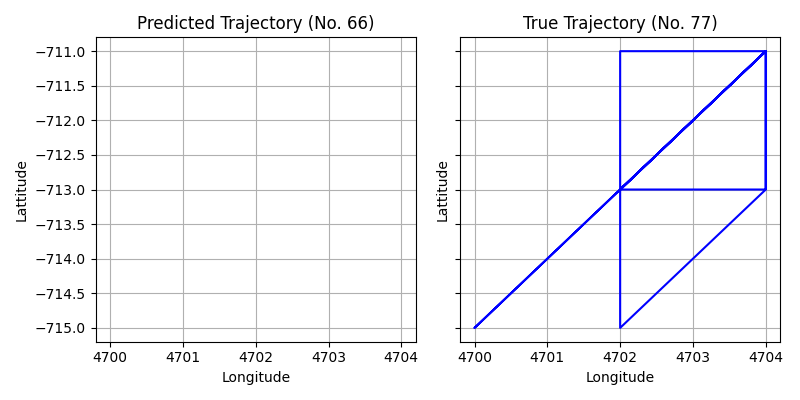 Predicted Trajectory (No. 66)
True Trajectory (No. 77)
−711.0
−711.5
−712.0
−712.5
−713.0
−713.5
−714.0
−714.5
−715.0
Lattitude
Lattitude
4700 4701 4702 4703 4704
4700 4701 4702 4703 4704
Longitude
Longitude